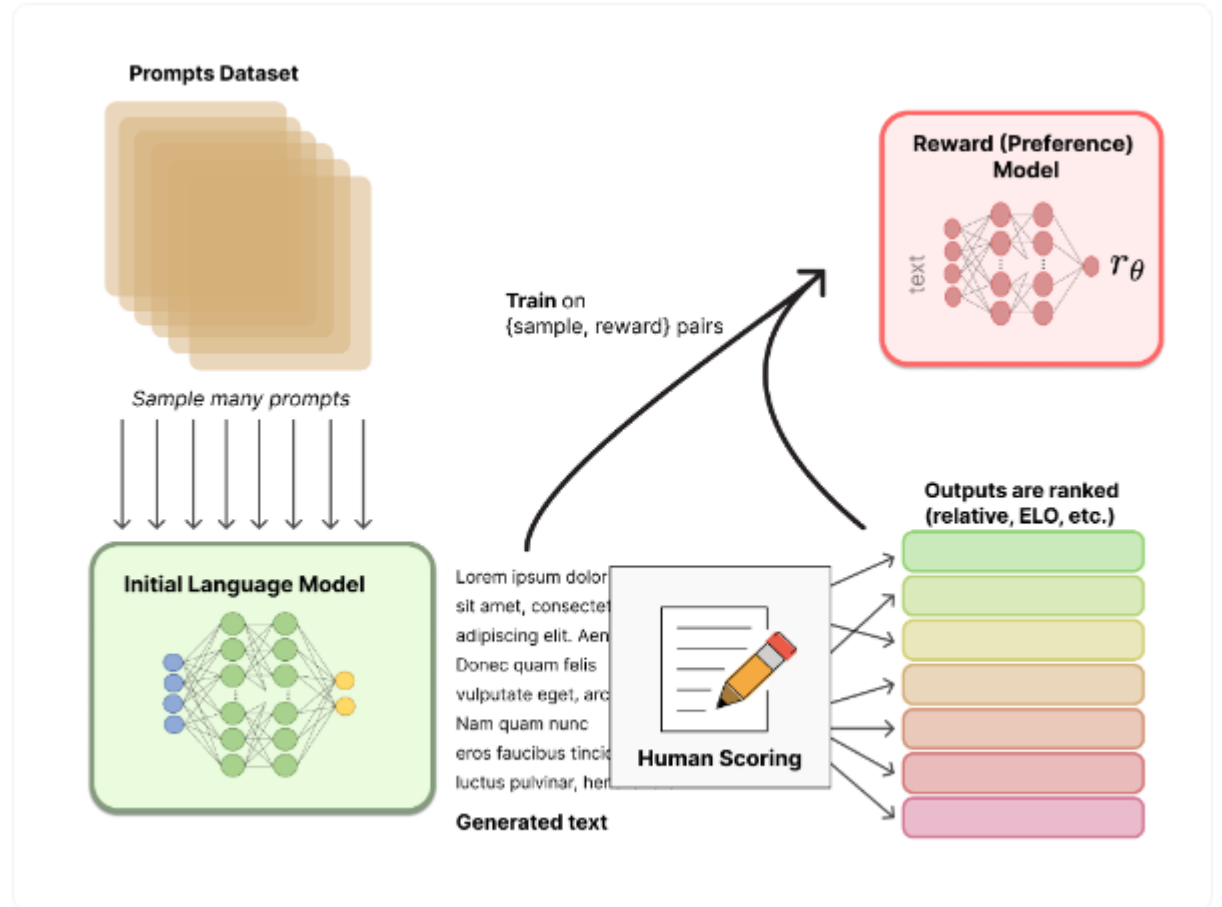 Prompts Dataset
Sample many prompts
Initial Language Model
Train on
{sample, reward} pairs
Reward (Preference)
Model
text
r_θ
Lorem ipsum dolor
sit amet, consectet
adipiscing elit. Aen
Donec quam felis
vulputate eget, arc
Nam quam nunc
eros faucibus tincid
luctus pulvinar, her
Generated text
Human Scoring
Outputs are ranked
(relative, ELO, etc.)